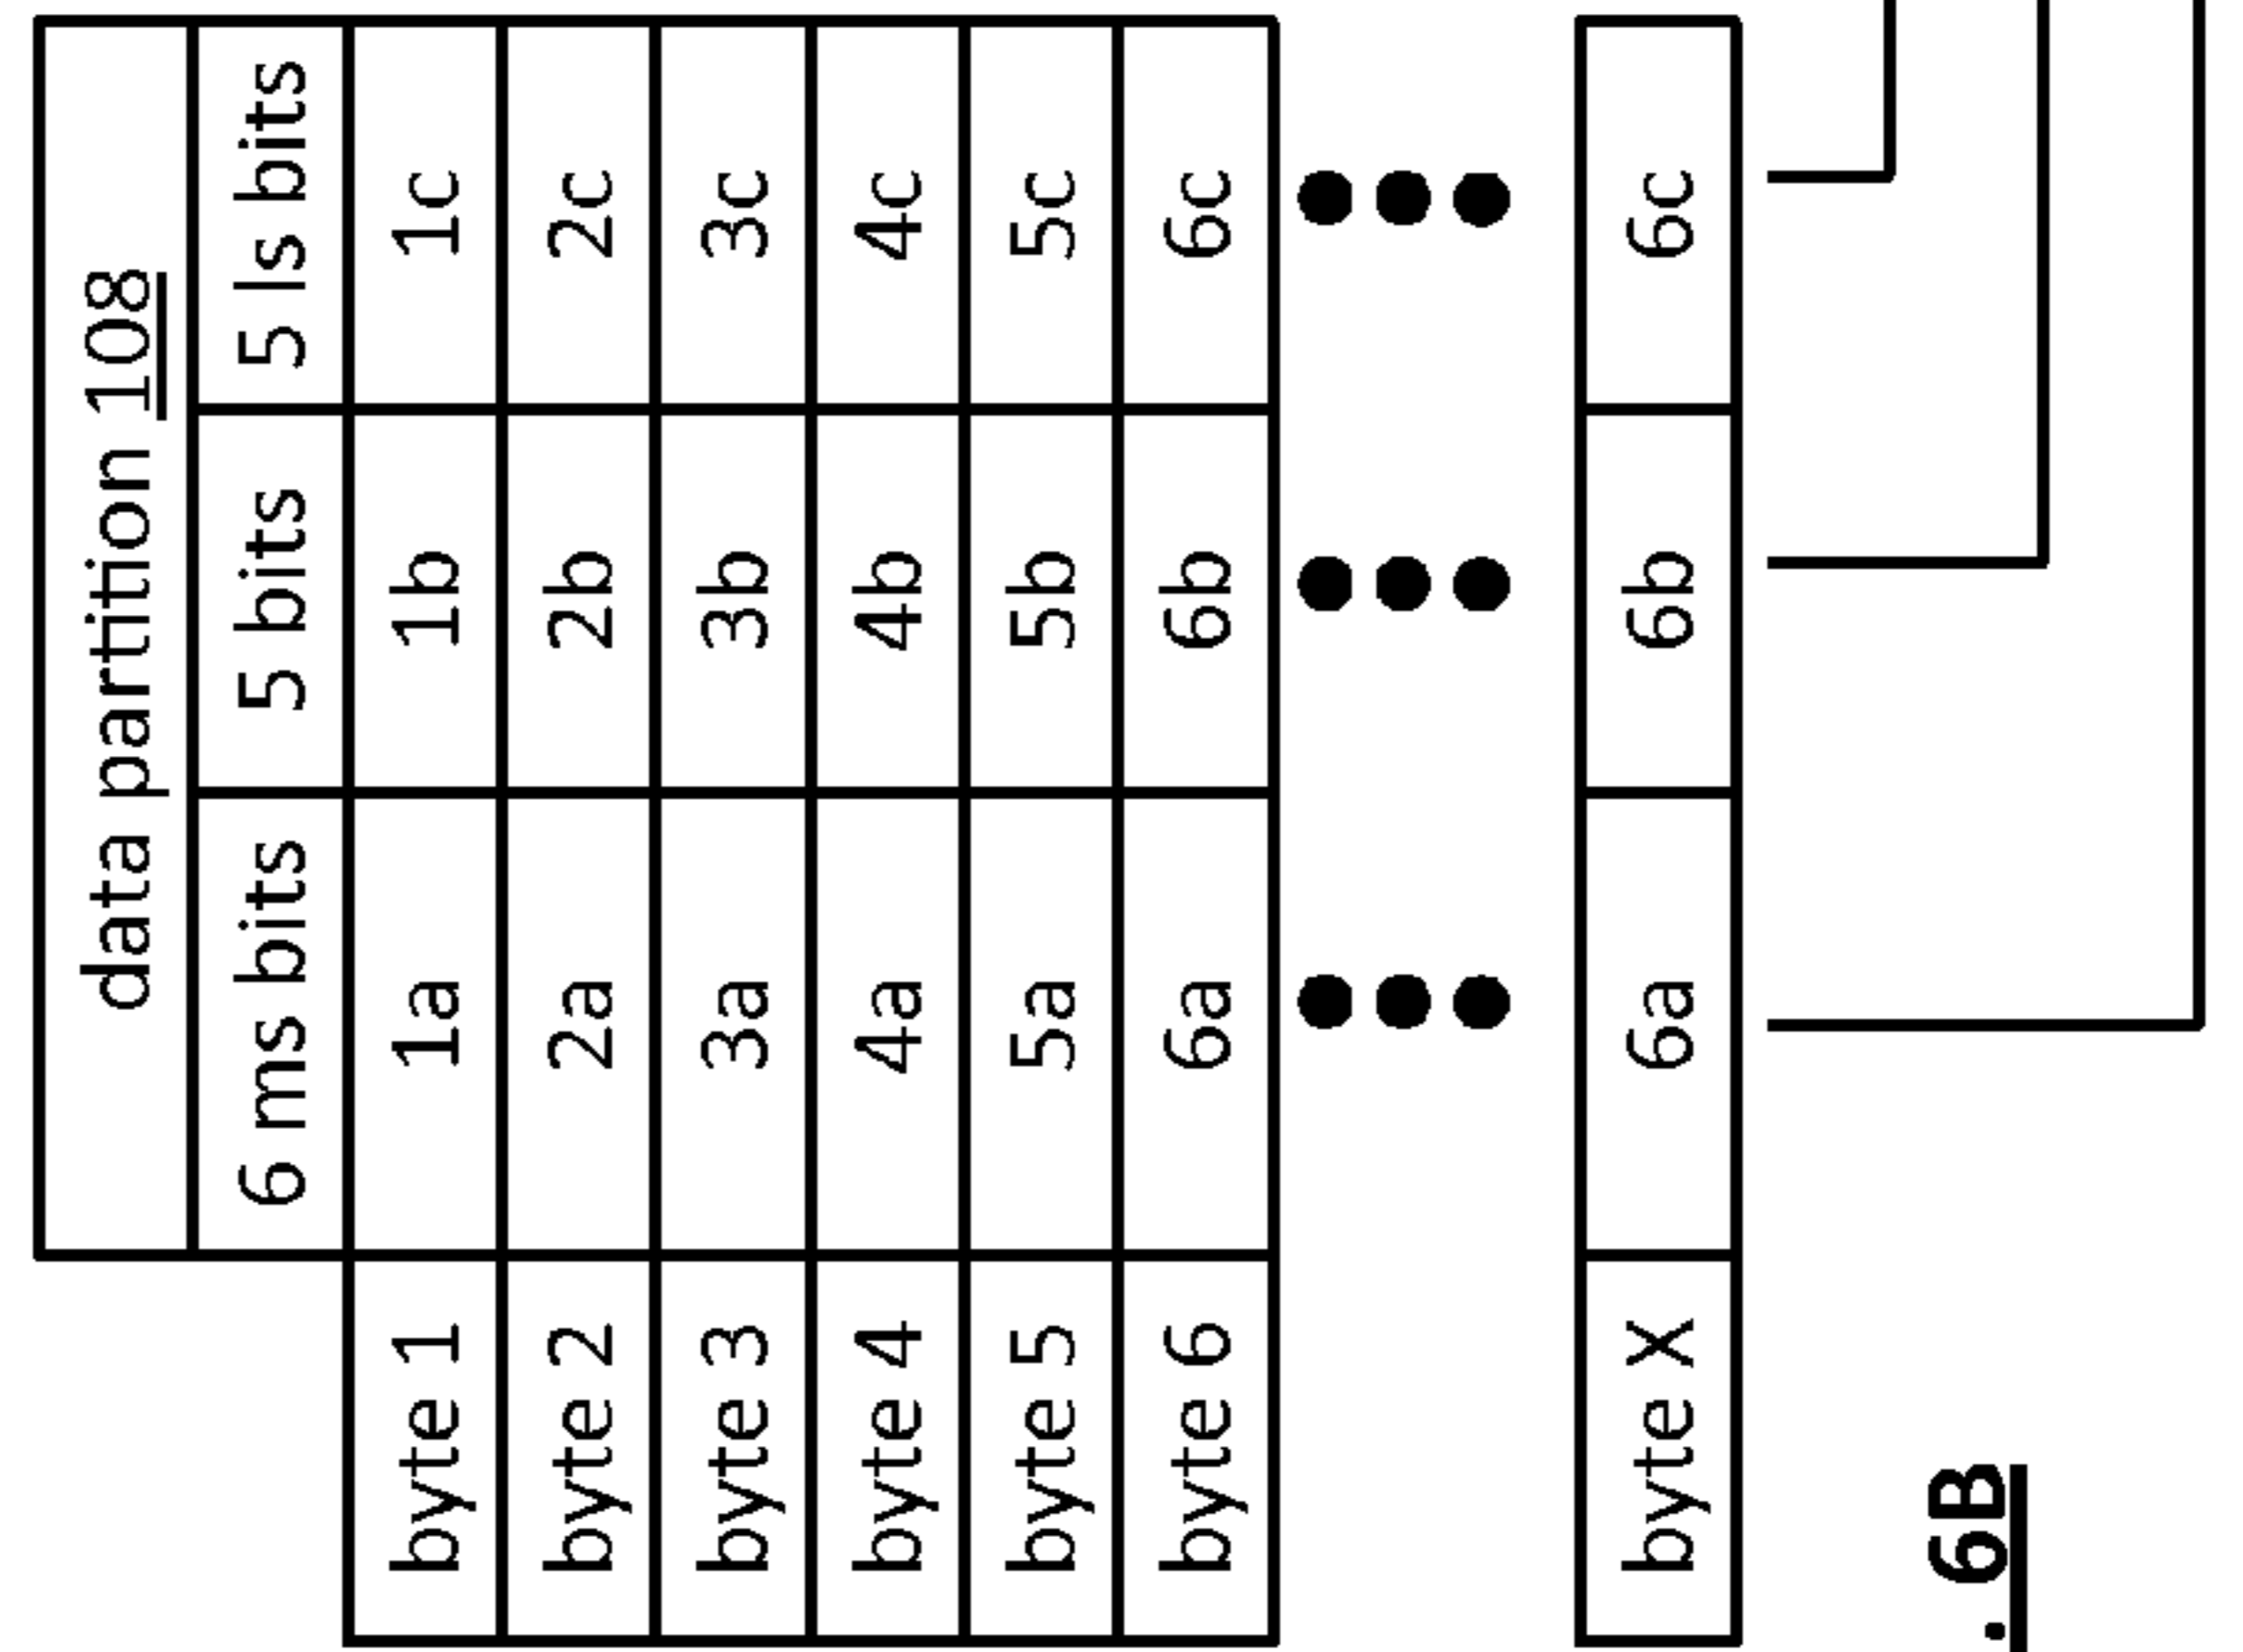 data partition 108
6 ms bits 5 bits 5 ls bits
byte 1 1a 1b 1c
byte 2 2a 2b 2c
byte 3 3a 3b 3c
byte 4 4a 4b 4c
byte 5 5a 5b 5c
byte 6 6a 6b 6c
byte X 6a 6b 6c
. 6B